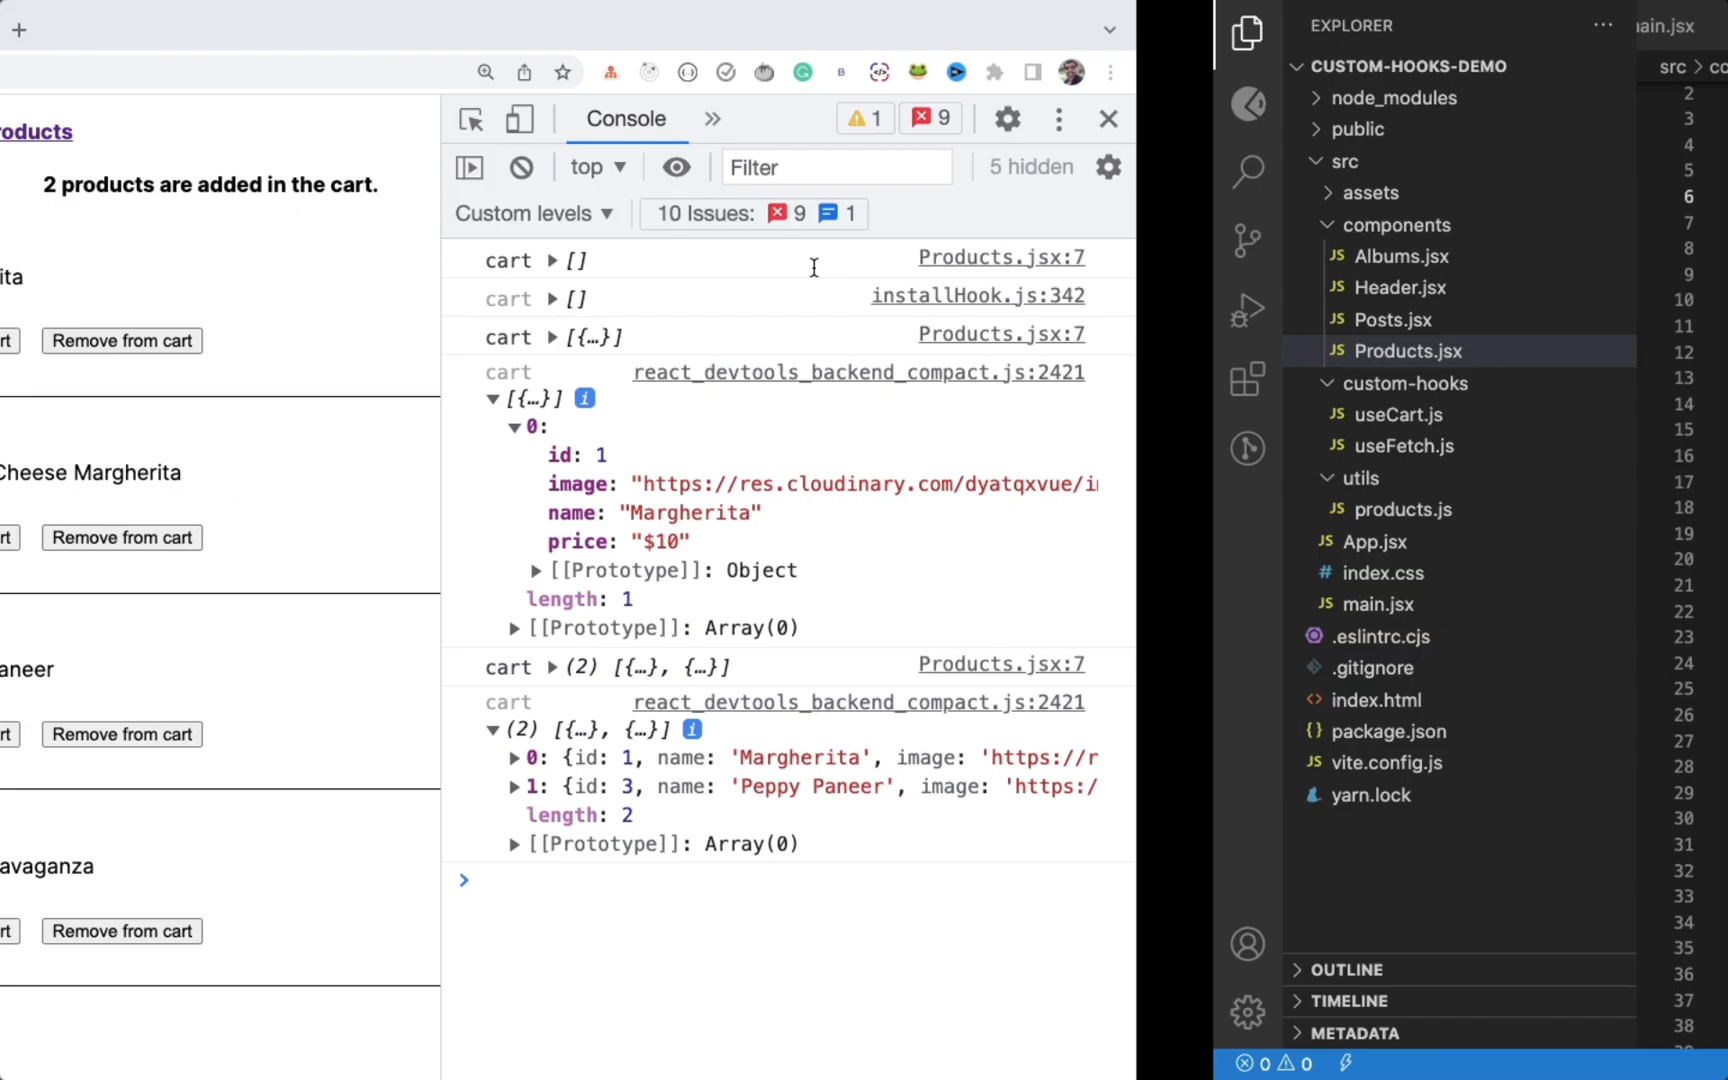 roducts
2 products are added in the cart.
ita
rt Remove from cart
Cheese Margherita
rt Remove from cart
aneer
rt Remove from cart
avaganza
rt Remove from cart
Console 1 9
top Filter 5 hidden
Custom levels 10 Issues: 9 1
cart [] Products.jsx:7
cart [] installHook.js:342
cart [{…}] Products.jsx:7
cart react_devtools_backend_compact.js:2421
[{…}] i
0:
id: 1
image: "https://res.cloudinary.com/dyatqxvue/i
name: "Margherita"
price: "$10"
[[Prototype]]: Object
length: 1
[[Prototype]]: Array(0)
cart (2) [{…}, {…}] Products.jsx:7
cart react_devtools_backend_compact.js:2421
(2) [{…}, {…}] i
0: {id: 1, name: 'Margherita', image: 'https://r
1: {id: 3, name: 'Peppy Paneer', image: 'https:/
length: 2
[[Prototype]]: Array(0)
EXPLORER
CUSTOM-HOOKS-DEMO
node_modules
public
src
assets
components
JS Albums.jsx
JS Header.jsx
JS Posts.jsx
JS Products.jsx
custom-hooks
JS useCart.js
JS useFetch.js
utils
JS products.js
JS App.jsx
# index.css
JS main.jsx
.eslintrc.cjs
.gitignore
<> index.html
{} package.json
JS vite.config.js
yarn.lock
OUTLINE
TIMELINE
METADATA
0 0
ain.jsx
src > co
2
3
4
5
6
7
8
9
10
11
12
13
14
15
16
17
18
19
20
21
22
23
24
25
26
27
28
29
30
31
32
33
34
35
36
37
38